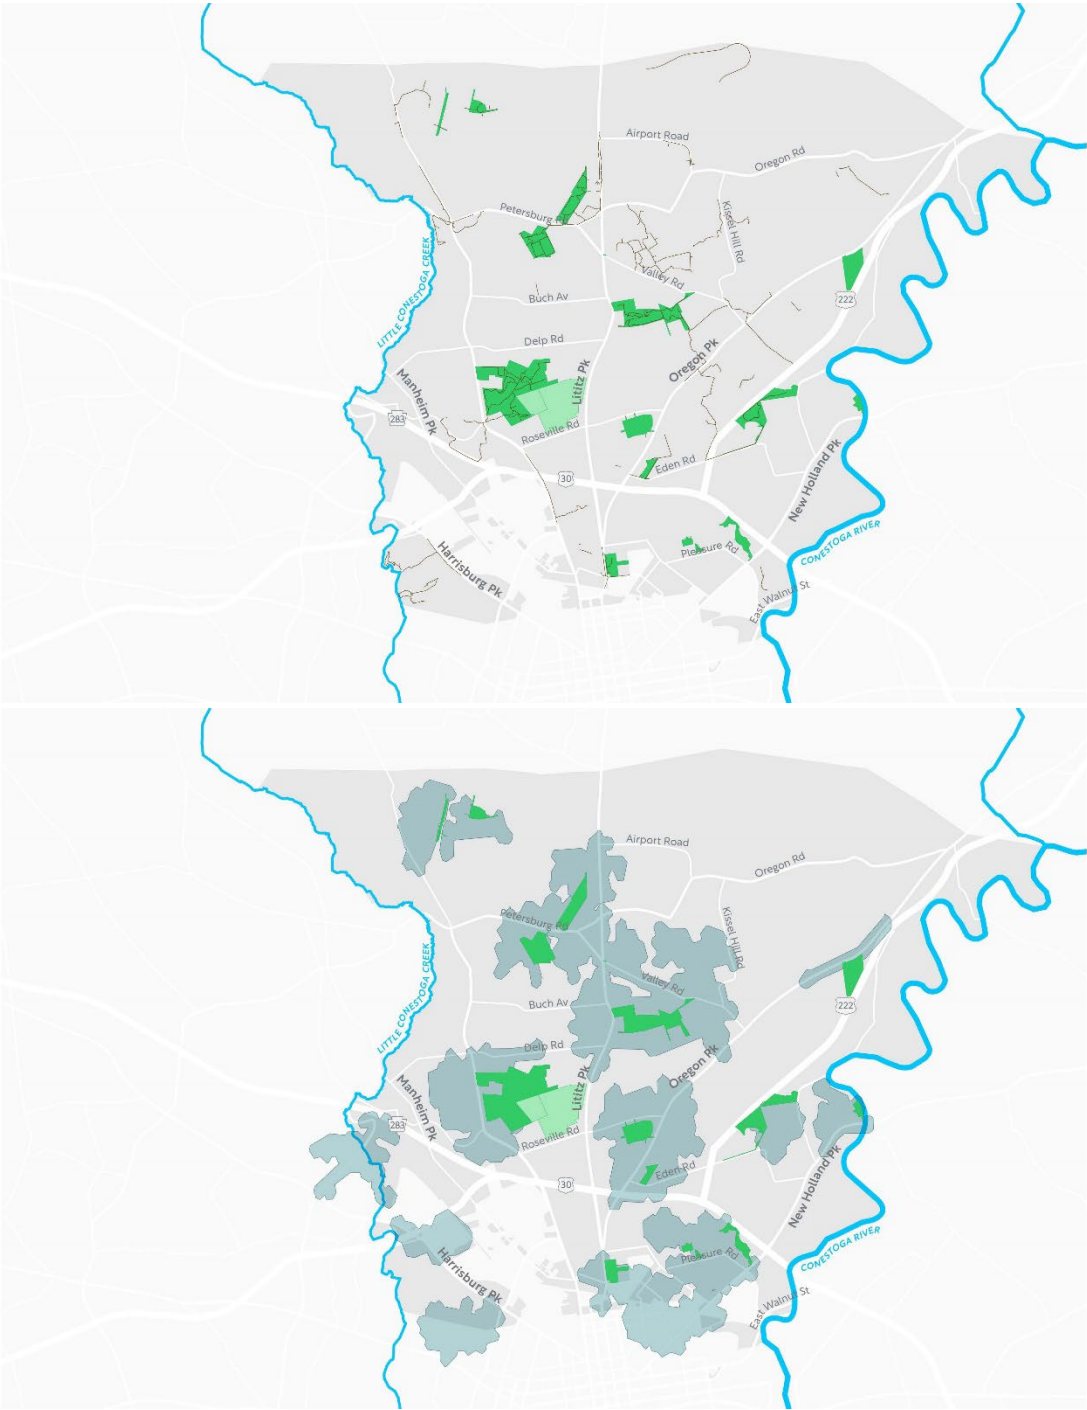 Airport Road
Oregon Rd
Petersburg Rd
Kissel Hill Rd
LITTLE CONESTOGA CREEK
Valley Rd
Buch Av
222
Delp Rd
Oregon Pk
Manheim Pk
Lititz Pk
283
Roseville Rd
Eden Rd
30
New Holland Pk
CONESTOGA RIVER
Harrisburg Pk
Pleasure Rd
East Walnut St
Airport Road
Oregon Rd
Petersburg Rd
Kissel Hill Rd
LITTLE CONESTOGA CREEK
Valley Rd
Buch Av
222
Delp Rd
Oregon Pk
Manheim Pk
Lititz Pk
283
Roseville Rd
Eden Rd
30
New Holland Pk
CONESTOGA RIVER
Harrisburg Pk
Pleasure Rd
East Walnut St